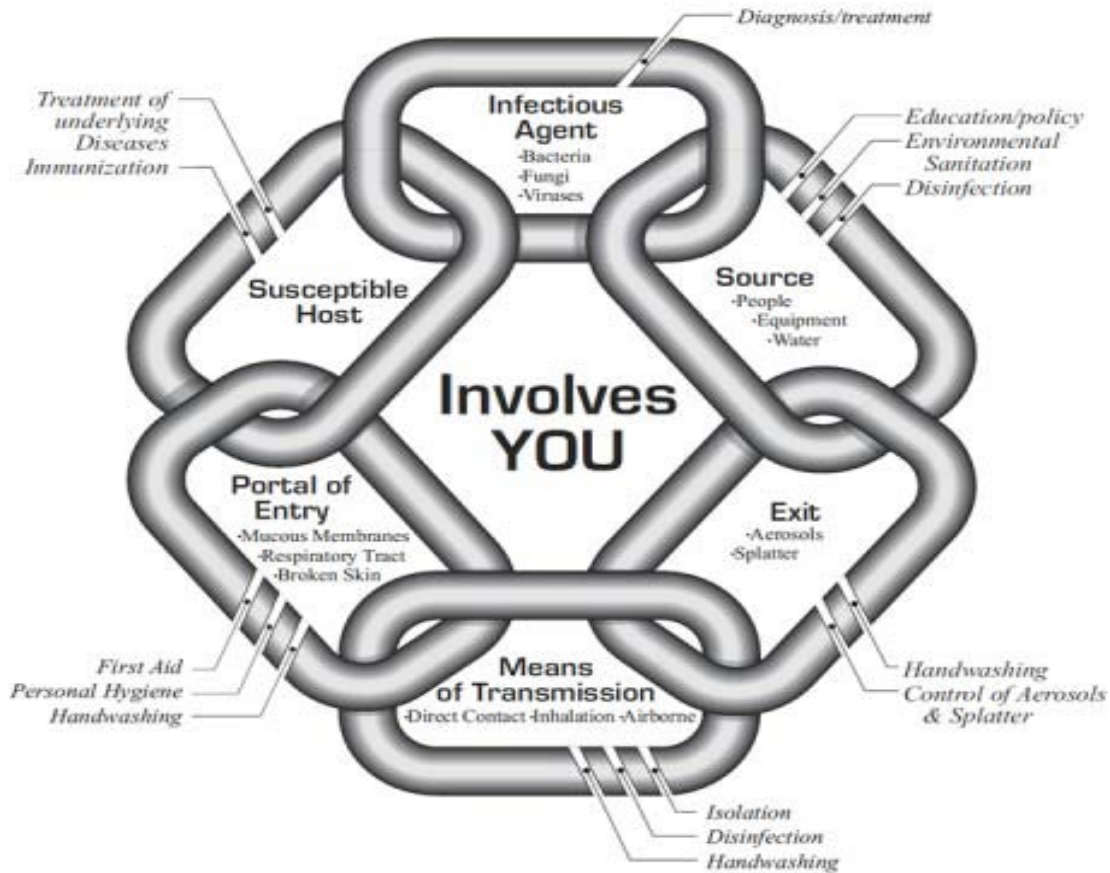 Diagnosis/treatment
Infectious
Agent
-Bacteria
-Fungi
-Viruses
Education/policy
Environmental
Sanitation
Disinfection
Source
-People
-Equipment
-Water
Exit
-Aerosols
-Splatter
Handwashing
Control of Aerosols
& Splatter
Means
of Transmission
-Direct Contact -Inhalation -Airborne
Isolation
Disinfection
Handwashing
Portal of
Entry
-Mucous Membranes
-Respiratory Tract
-Broken Skin
First Aid
Personal Hygiene
Handwashing
Susceptible
Host
Treatment of
underlying
Diseases
Immunization
Involves
YOU